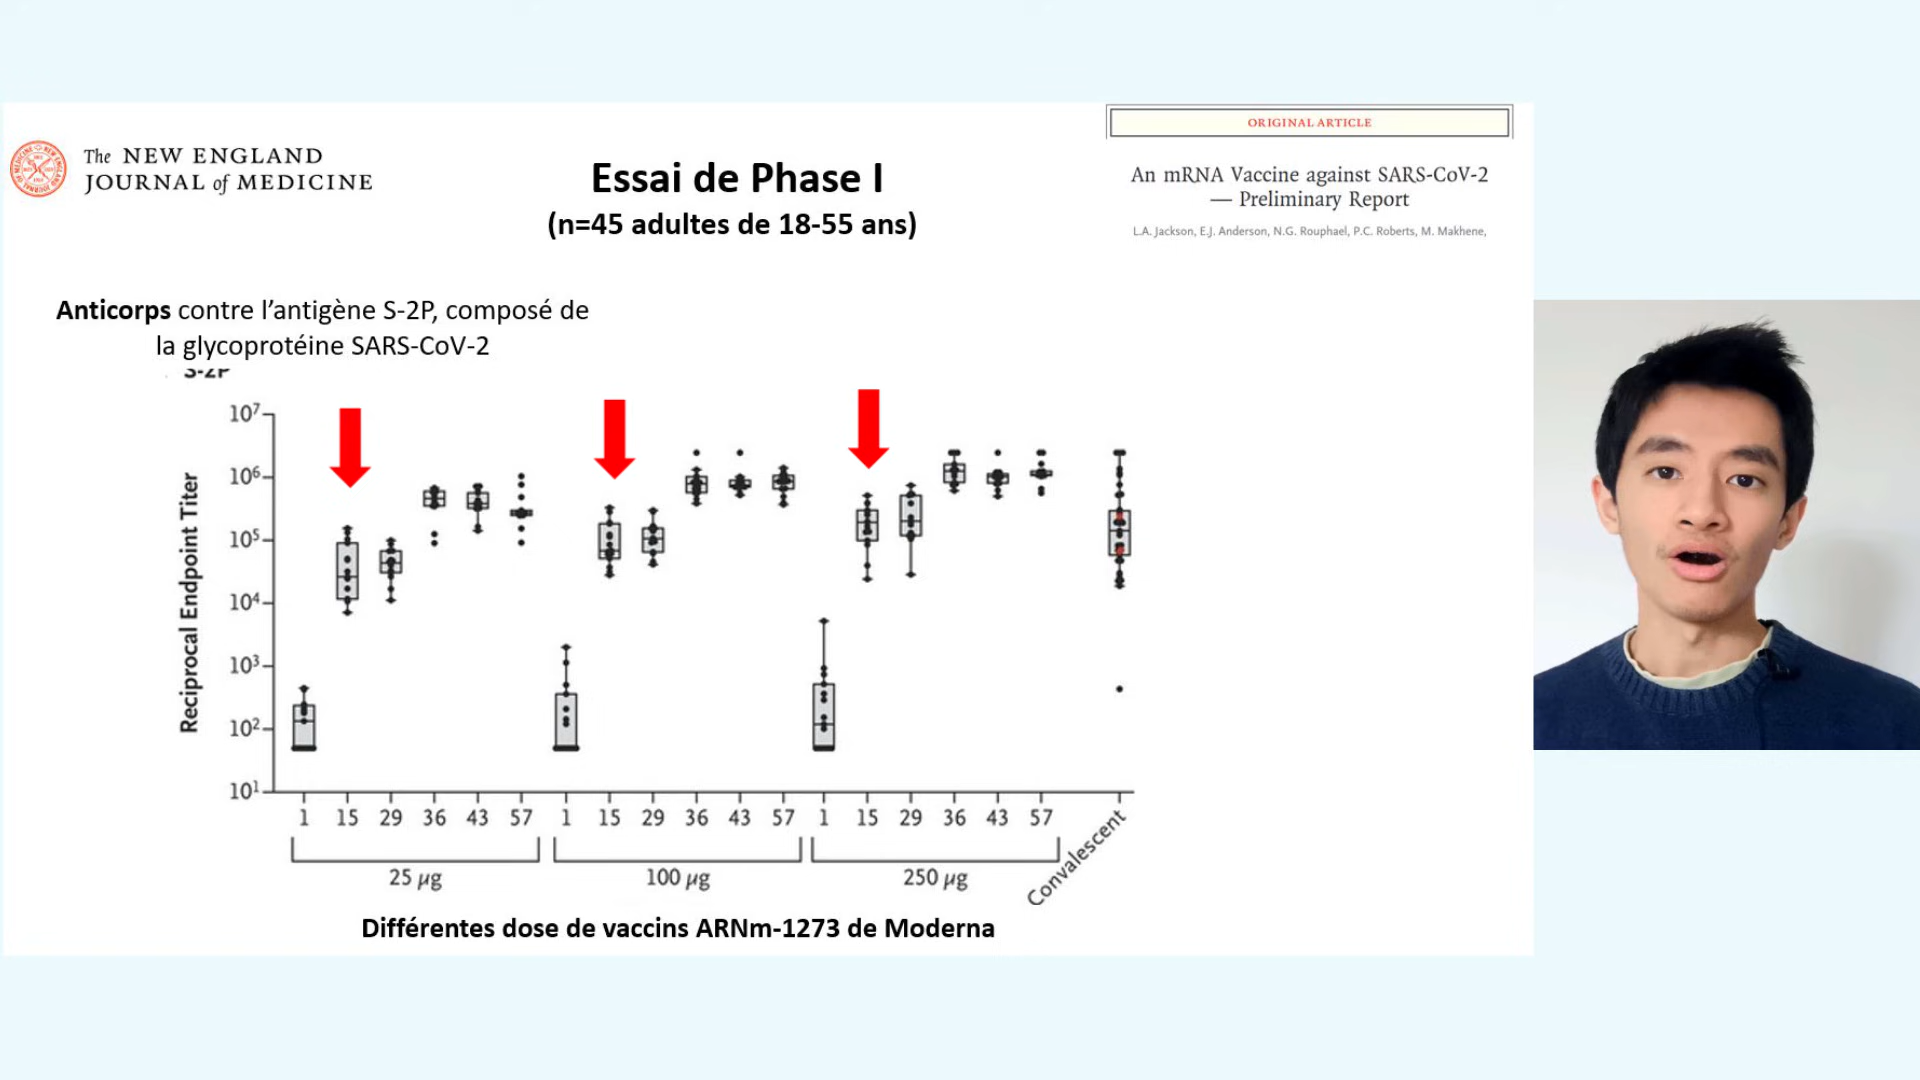 The NEW ENGLAND
JOURNAL of MEDICINE
Essai de Phase I
(n=45 adultes de 18-55 ans)
ORIGINAL ARTICLE
An mRNA Vaccine against SARS-CoV-2
— Preliminary Report
L.A. Jackson, E.J. Anderson, N.G. Rouphael, P.C. Roberts, M. Makhene,
Anticorps contre l'antigène S-2P, composé de
la glycoprotéine SARS-CoV-2
S-2P
Reciprocal Endpoint Titer
10⁷
10⁶
10⁵
10⁴
10³
10²
10¹
1 15 29 36 43 57 1 15 29 36 43 57 1 15 29 36 43 57 Convalescent
25 µg 100 µg 250 µg
Différentes dose de vaccins ARNm-1273 de Moderna